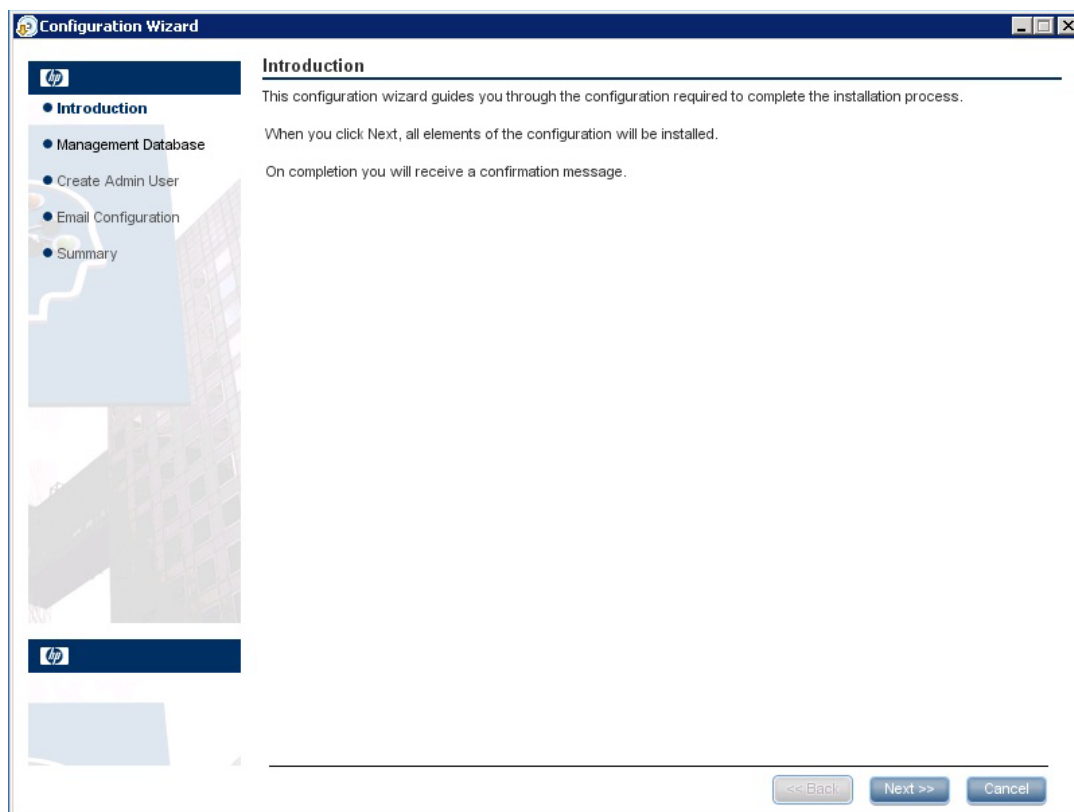 Configuration Wizard
hp
Introduction
Management Database
Create Admin User
Email Configuration
Summary
hp
Introduction
This configuration wizard guides you through the configuration required to complete the installation process.
When you click Next, all elements of the configuration will be installed.
On completion you will receive a confirmation message.
<< Back
Next >>
Cancel